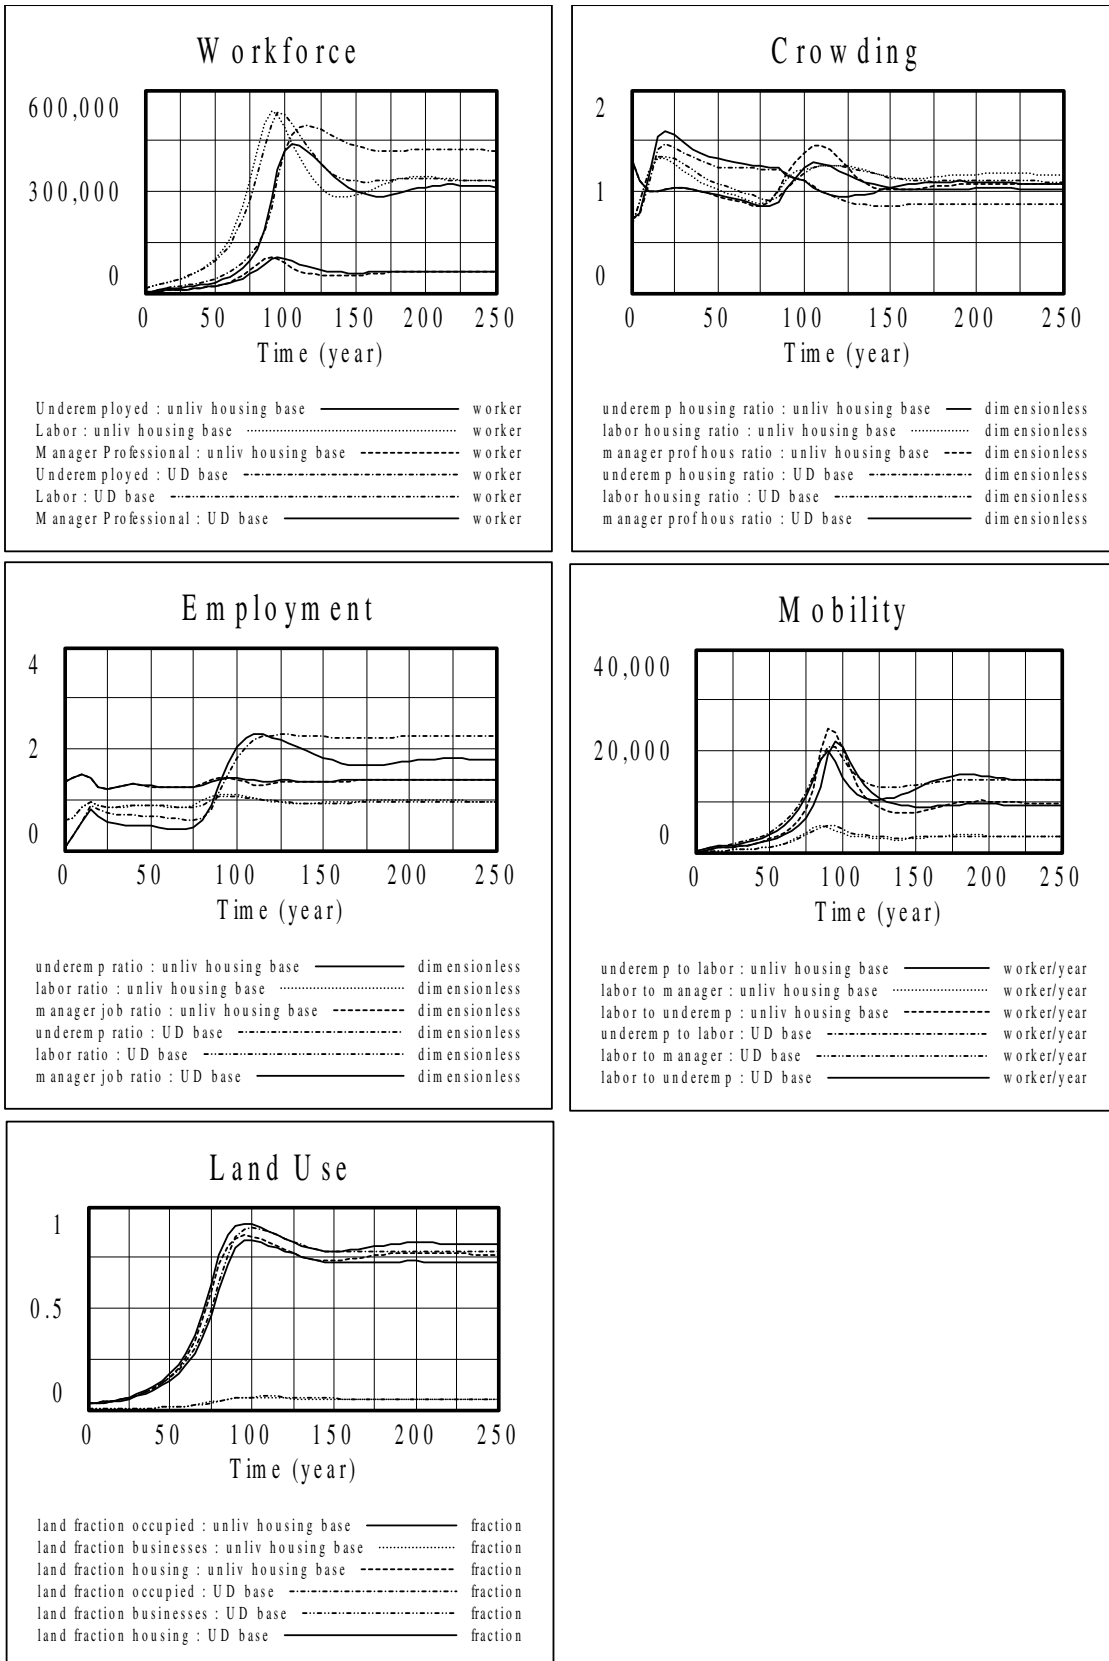 Workforce
600,000
300,000
0
0 50 100 150 200 250
Time (year)
Underemployed : unliv housing base worker
Labor : unliv housing base worker
Manager Professional : unliv housing base worker
Underemployed : UD base worker
Labor : UD base worker
Manager Professional : UD base worker
Crowding
2
1
0
0 50 100 150 200 250
Time (year)
underemp housing ratio : unliv housing base dimensionless
labor housing ratio : unliv housing base dimensionless
manager prof hous ratio : unliv housing base dimensionless
underemp housing ratio : UD base dimensionless
labor housing ratio : UD base dimensionless
manager prof hous ratio : UD base dimensionless
Employment
4
2
0
0 50 100 150 200 250
Time (year)
underemp ratio : unliv housing base dimensionless
labor ratio : unliv housing base dimensionless
manager job ratio : unliv housing base dimensionless
underemp ratio : UD base dimensionless
labor ratio : UD base dimensionless
manager job ratio : UD base dimensionless
Mobility
40,000
20,000
0
0 50 100 150 200 250
Time (year)
underemp to labor : unliv housing base worker/year
labor to manager : unliv housing base worker/year
labor to underemp : unliv housing base worker/year
underemp to labor : UD base worker/year
labor to manager : UD base worker/year
labor to underemp : UD base worker/year
Land Use
1
0.5
0
0 50 100 150 200 250
Time (year)
land fraction occupied : unliv housing base fraction
land fraction businesses : unliv housing base fraction
land fraction housing : unliv housing base fraction
land fraction occupied : UD base fraction
land fraction businesses : UD base fraction
land fraction housing : UD base fraction